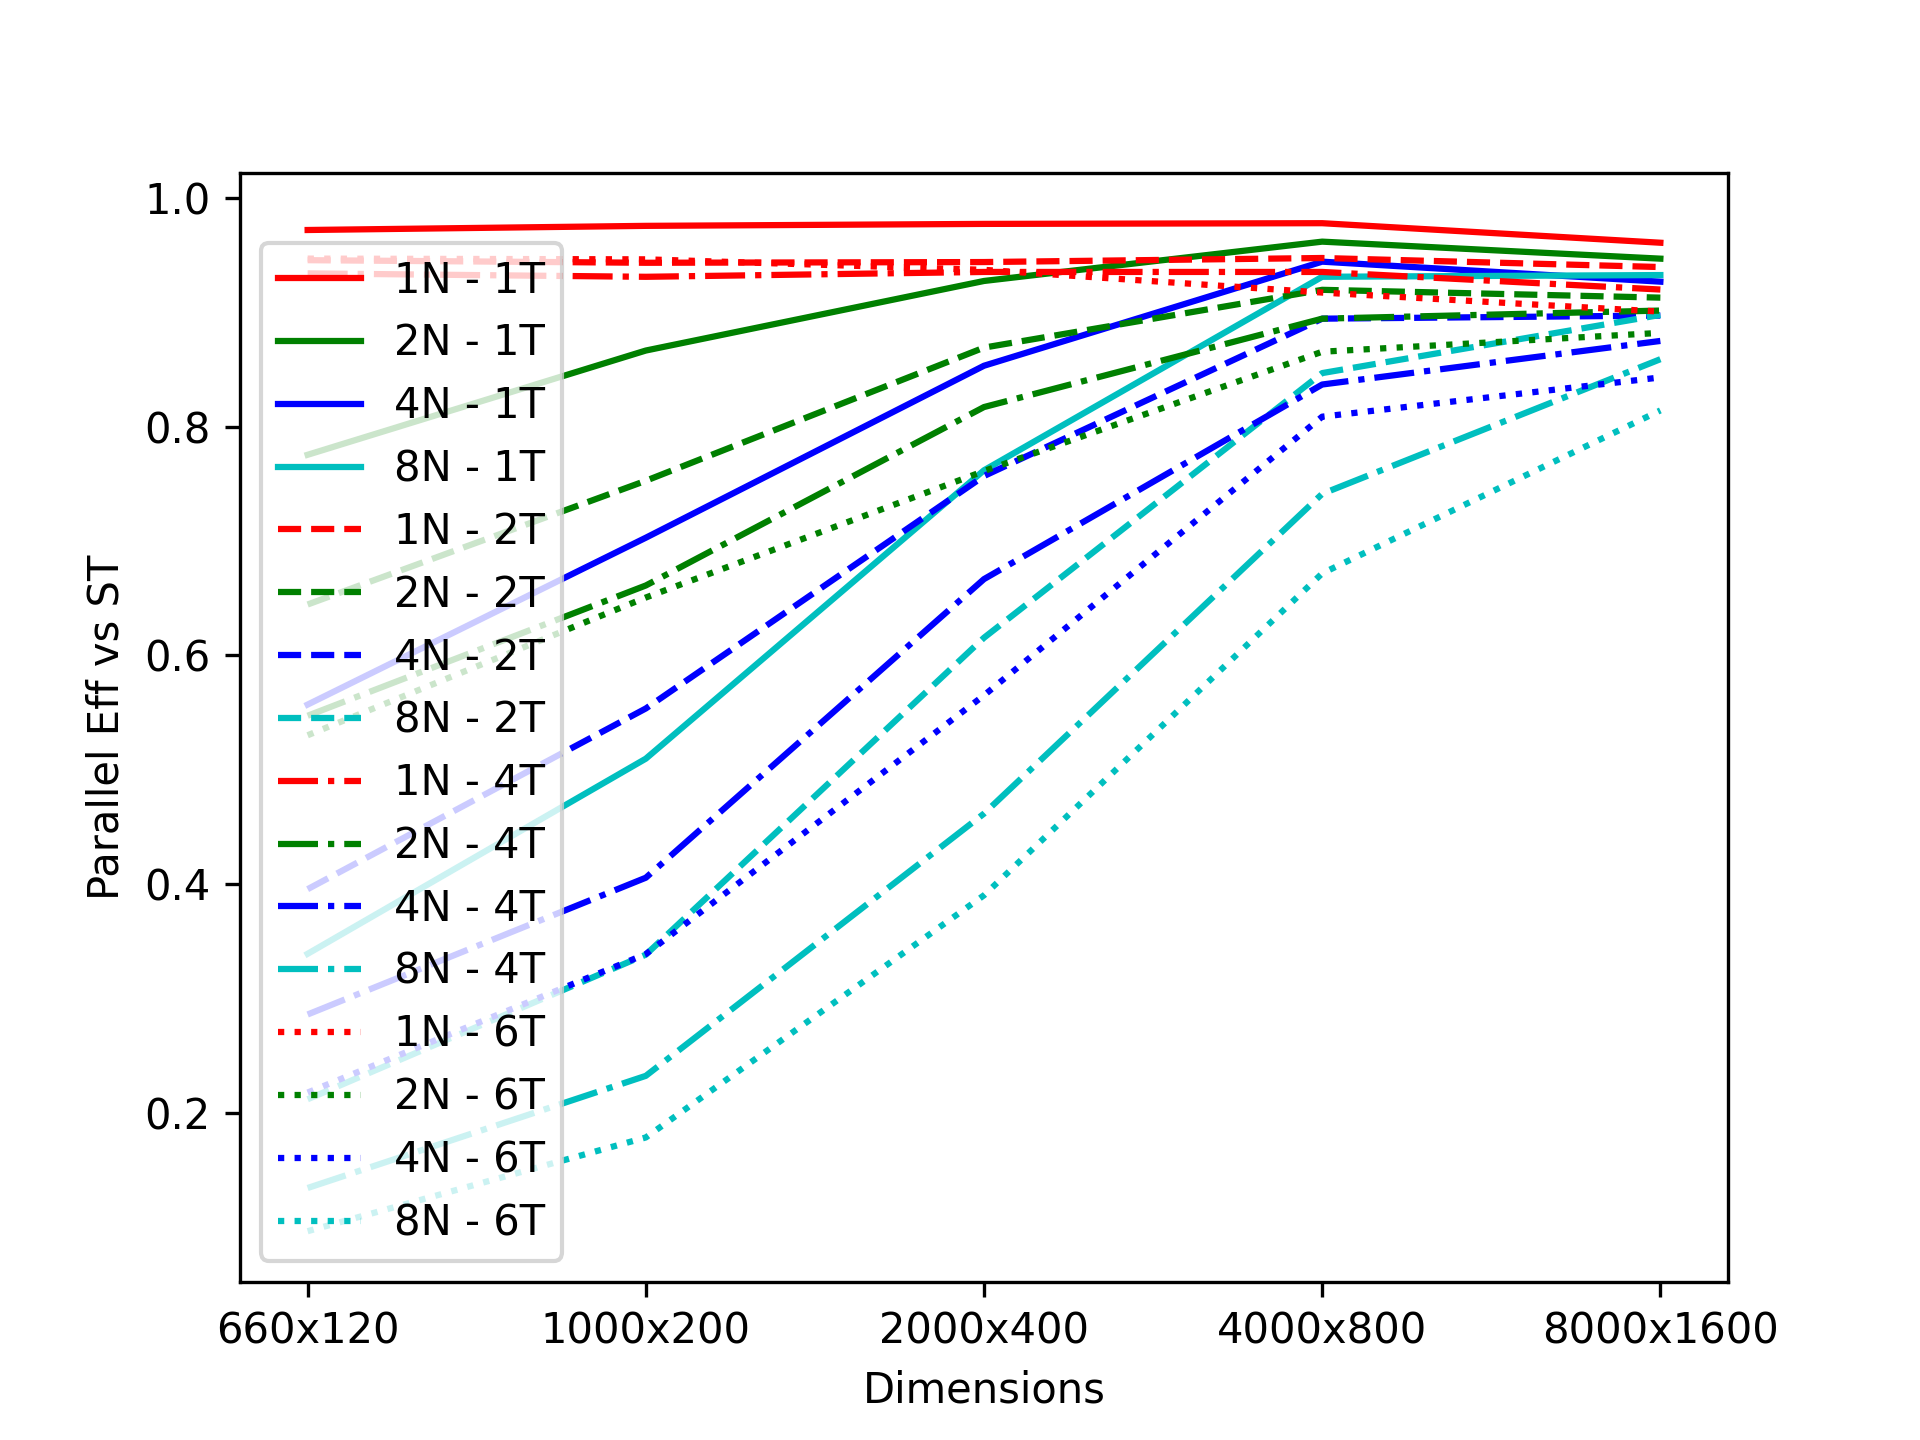 1.0
0.8
0.6
0.4
0.2
Parallel Eff vs ST
1N - 1T
2N - 1T
4N - 1T
8N - 1T
1N - 2T
2N - 2T
4N - 2T
8N - 2T
1N - 4T
2N - 4T
4N - 4T
8N - 4T
1N - 6T
2N - 6T
4N - 6T
8N - 6T
660x120 1000x200 2000x400 4000x800 8000x1600
Dimensions